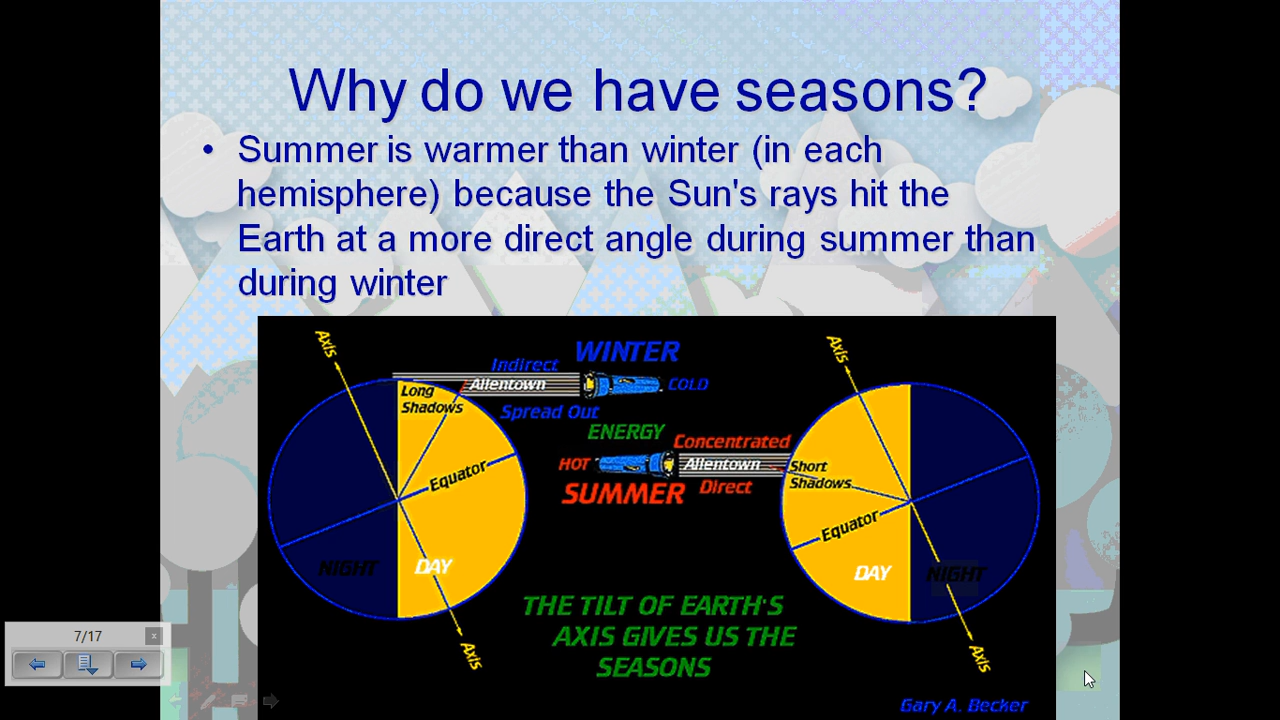 Why do we have seasons?
• Summer is warmer than winter (in each
hemisphere) because the Sun's rays hit the
Earth at a more direct angle during summer than
during winter
Axis
Indirect
WINTER
Long
Shadows
Allentown
COLD
Spread Out
Equator
NIGHT
DAY
Axis
ENERGY
HOT
Concentrated
Allentown
SUMMER
Direct
Axis
Short
Shadows
Equator
DAY
NIGHT
Axis
THE TILT OF EARTH'S
AXIS GIVES US THE
SEASONS
Gary A. Becker
7/17
x